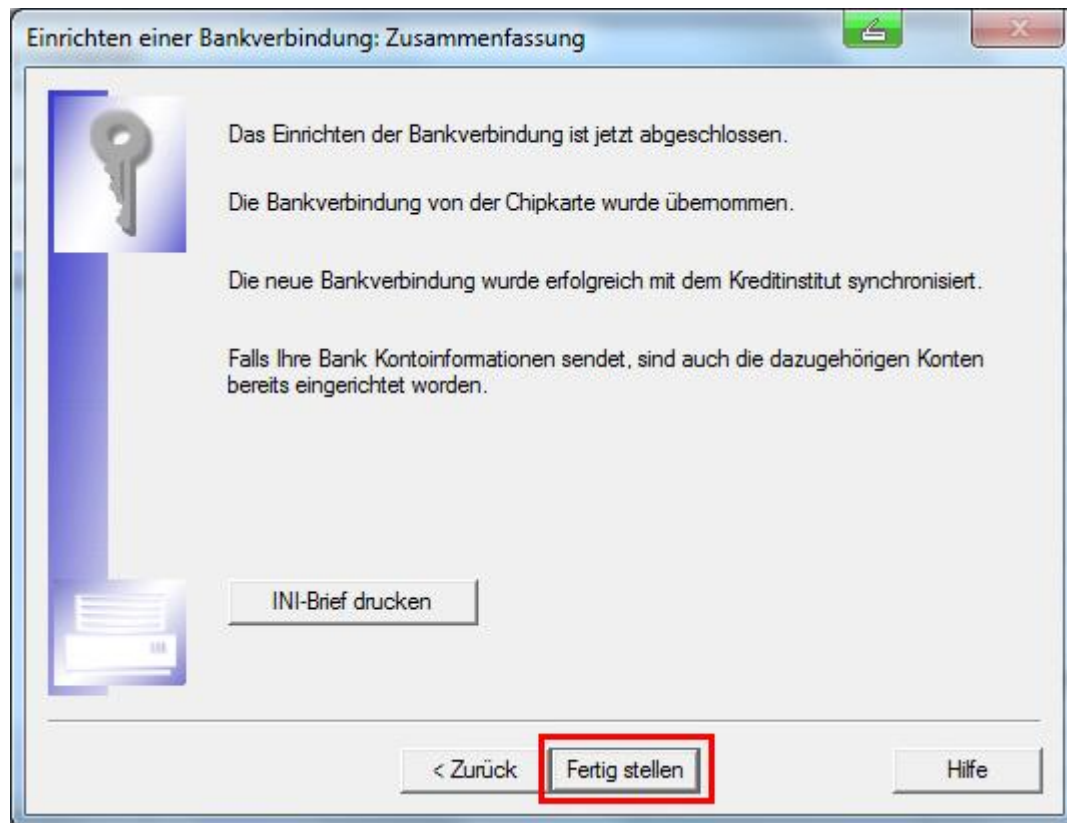 Einrichten einer Bankverbindung: Zusammenfassung
Das Einrichten der Bankverbindung ist jetzt abgeschlossen.
Die Bankverbindung von der Chipkarte wurde übernommen.
Die neue Bankverbindung wurde erfolgreich mit dem Kreditinstitut synchronisiert.
Falls Ihre Bank Kontoinformationen sendet, sind auch die dazugehörigen Konten
bereits eingerichtet worden.
INI-Brief drucken
< Zurück
Fertig stellen
Hilfe